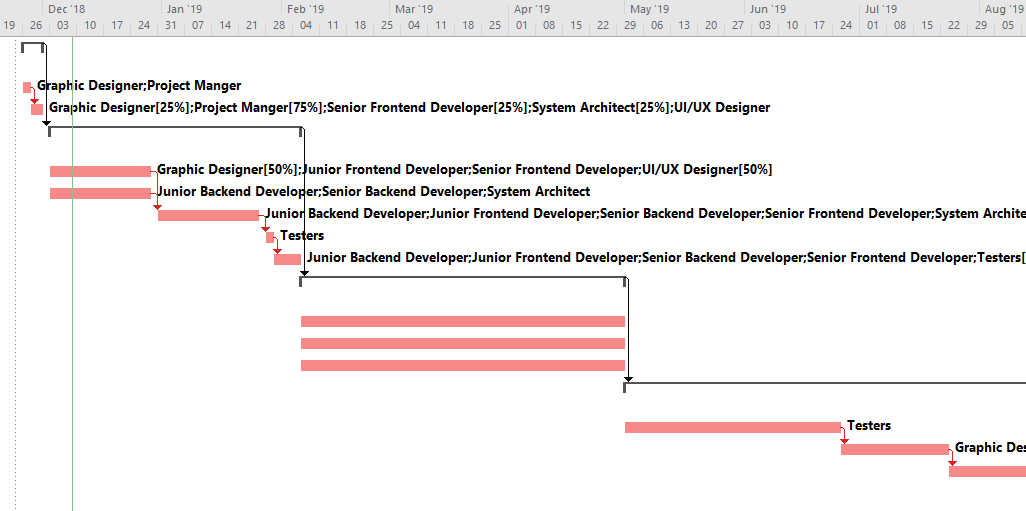 Dec '18 Jan '19 Feb '19 Mar '19 Apr '19 May '19 Jun '19 Jul '19 Aug '19
19 26 03 10 17 24 31 07 14 21 28 04 11 18 25 04 11 18 25 01 08 15 22 29 06 13 20 27 03 10 17 24 01 08 15 22 29 05
Graphic Designer;Project Manger
Graphic Designer[25%];Project Manger[75%];Senior Frontend Developer[25%];System Architect[25%];UI/UX Designer
Graphic Designer[50%];Junior Frontend Developer;Senior Frontend Developer;UI/UX Designer[50%]
Junior Backend Developer;Senior Backend Developer;System Architect
Junior Backend Developer;Junior Frontend Developer;Senior Backend Developer;Senior Frontend Developer;System Archite
Testers
Junior Backend Developer;Junior Frontend Developer;Senior Backend Developer;Senior Frontend Developer;Testers[
Testers
Graphic Des